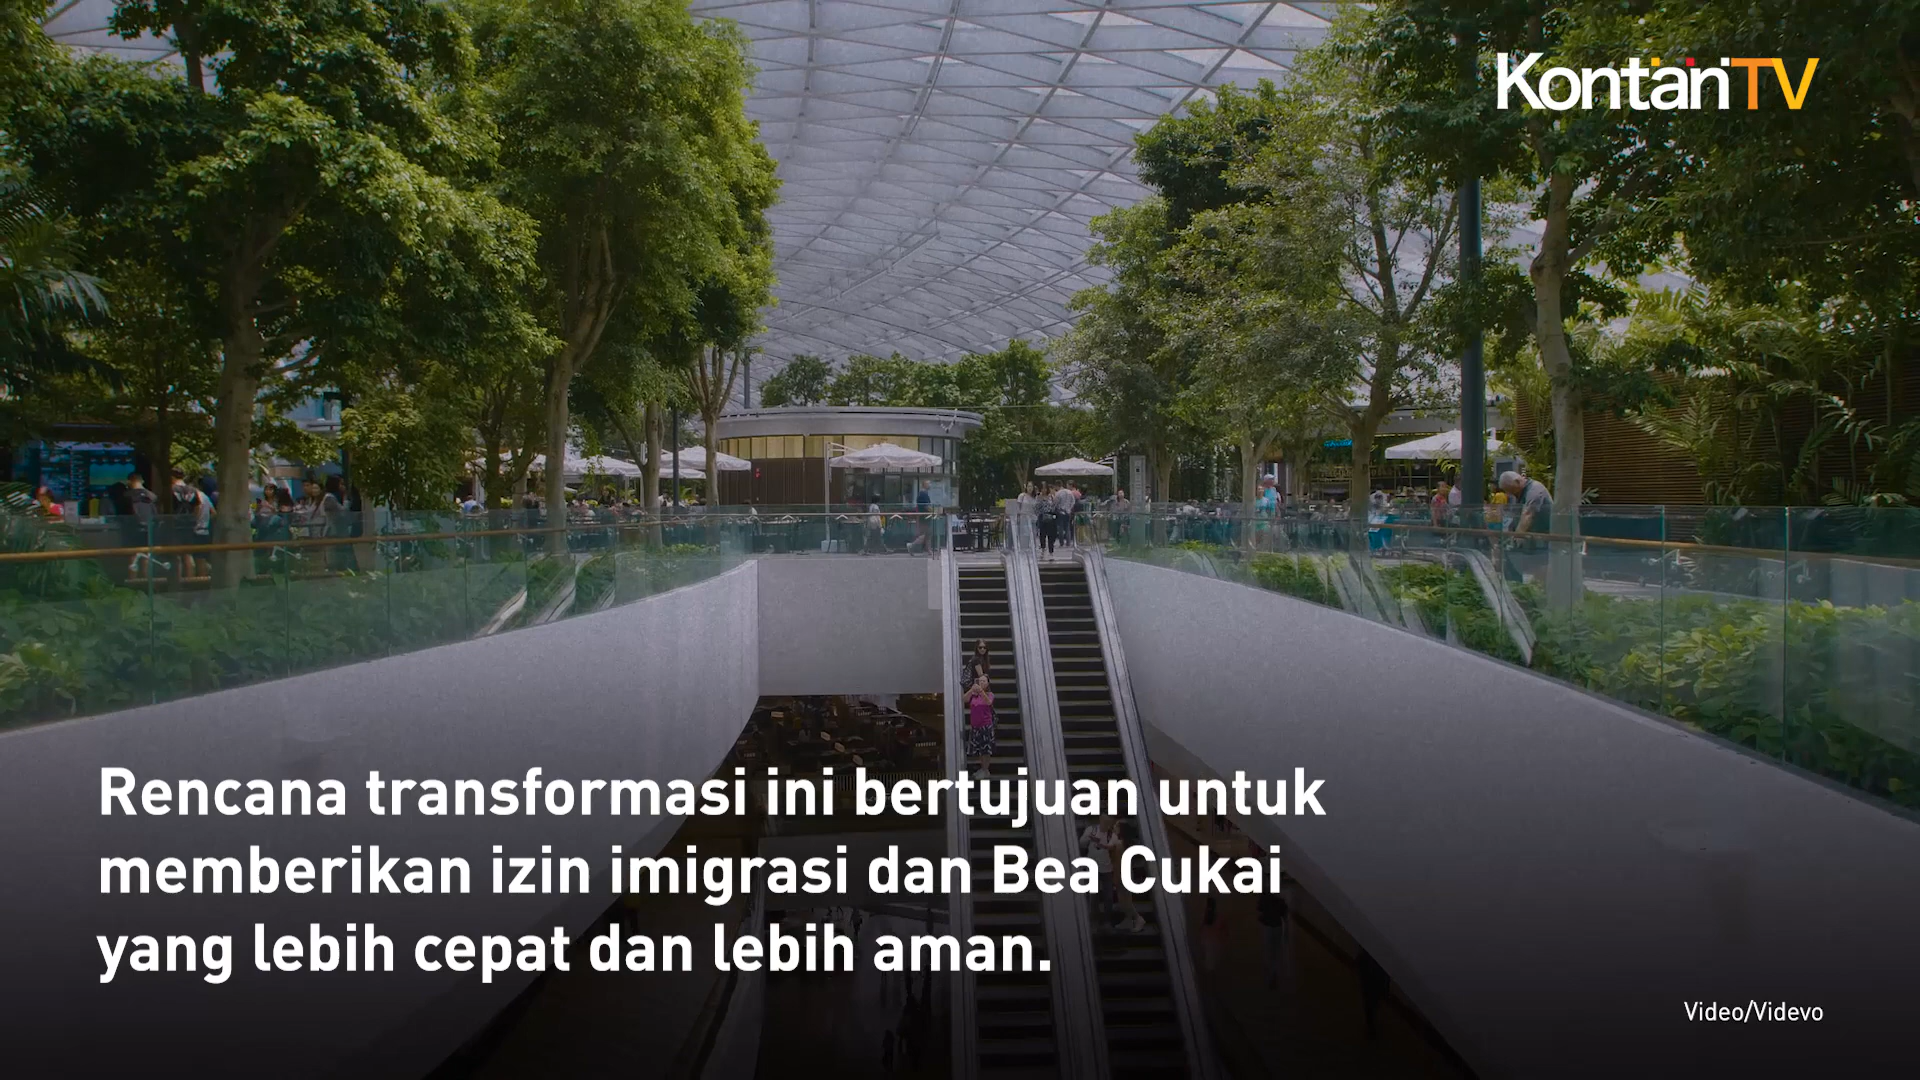 KontanTV
Rencana transformasi ini bertujuan untuk
memberikan izin imigrasi dan Bea Cukai
yang lebih cepat dan lebih aman.
Video/Videvo